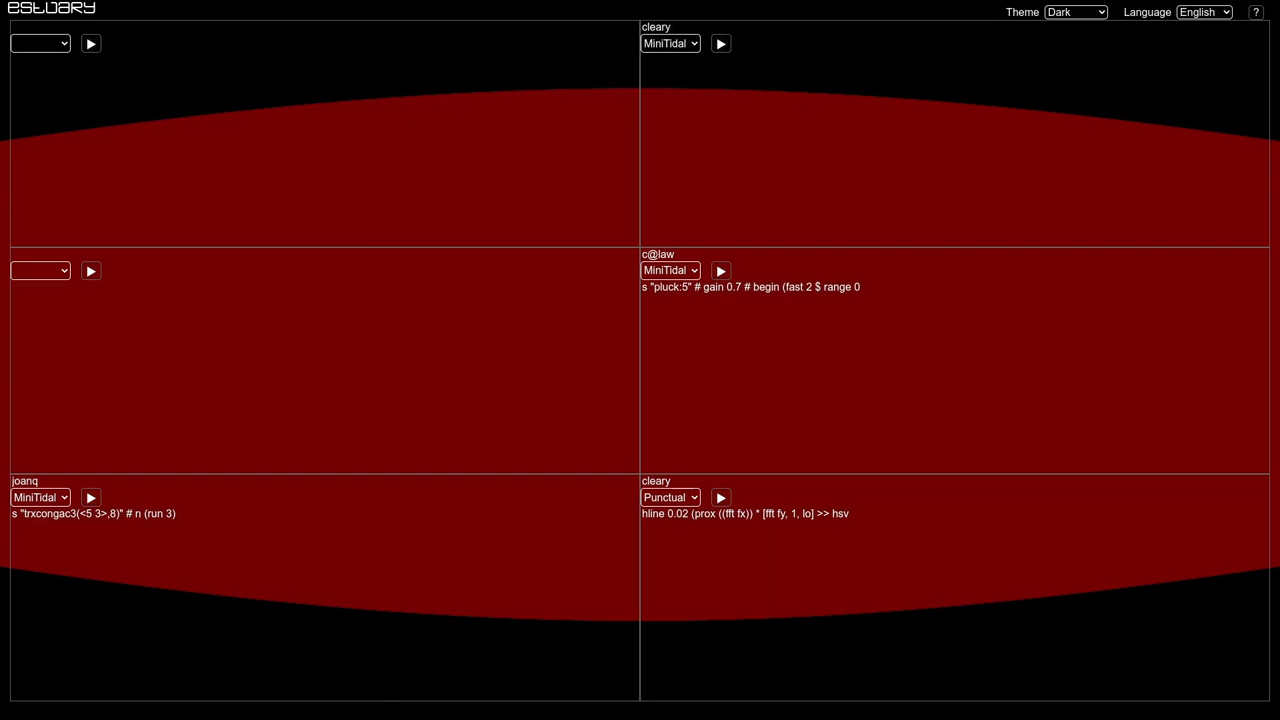 estuary
Theme Dark Language English ?
cleary
MiniTidal
c@law
MiniTidal
s "pluck:5" # gain 0.7 # begin (fast 2 $ range 0
joanq
MiniTidal
s "trxcongac3(<5 3>,8)" # n (run 3)
cleary
Punctual
hline 0.02 (prox ((fft fx)) * [fft fy, 1, lo] >> hsv